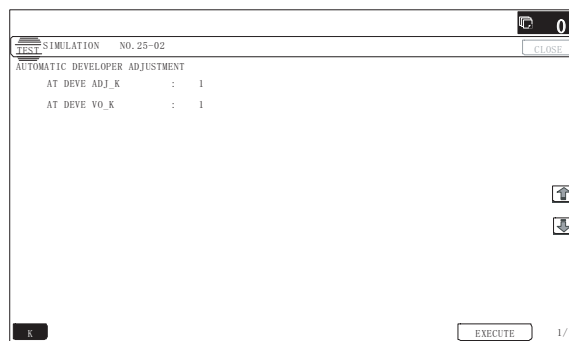 0
TEST SIMULATION NO.25-02
CLOSE
AUTOMATIC DEVELOPER ADJUSTMENT
AT DEVE ADJ_K : 1
AT DEVE VO_K : 1
K
EXECUTE 1/